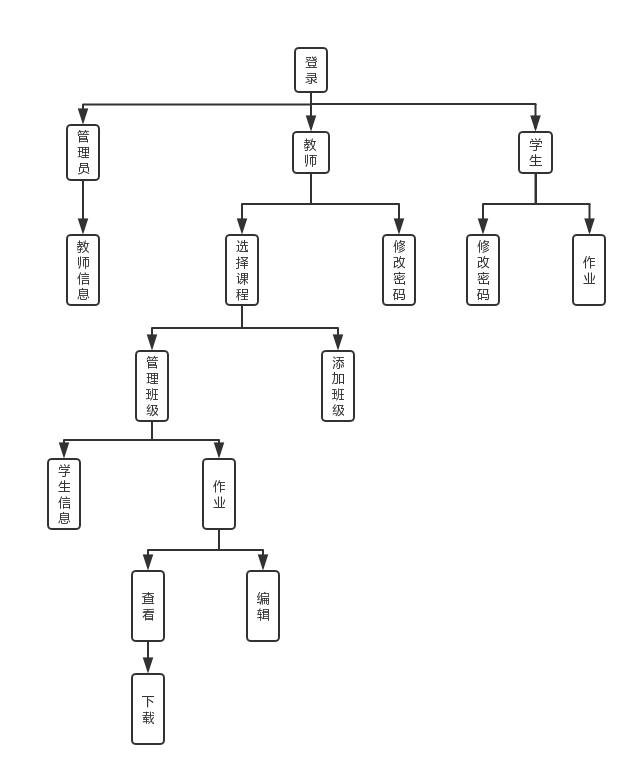 登录
管理员
教师
学生
教师信息
选择课程
修改密码
修改密码
作业
管理班级
添加班级
学生信息
作业
查看
编辑
下载